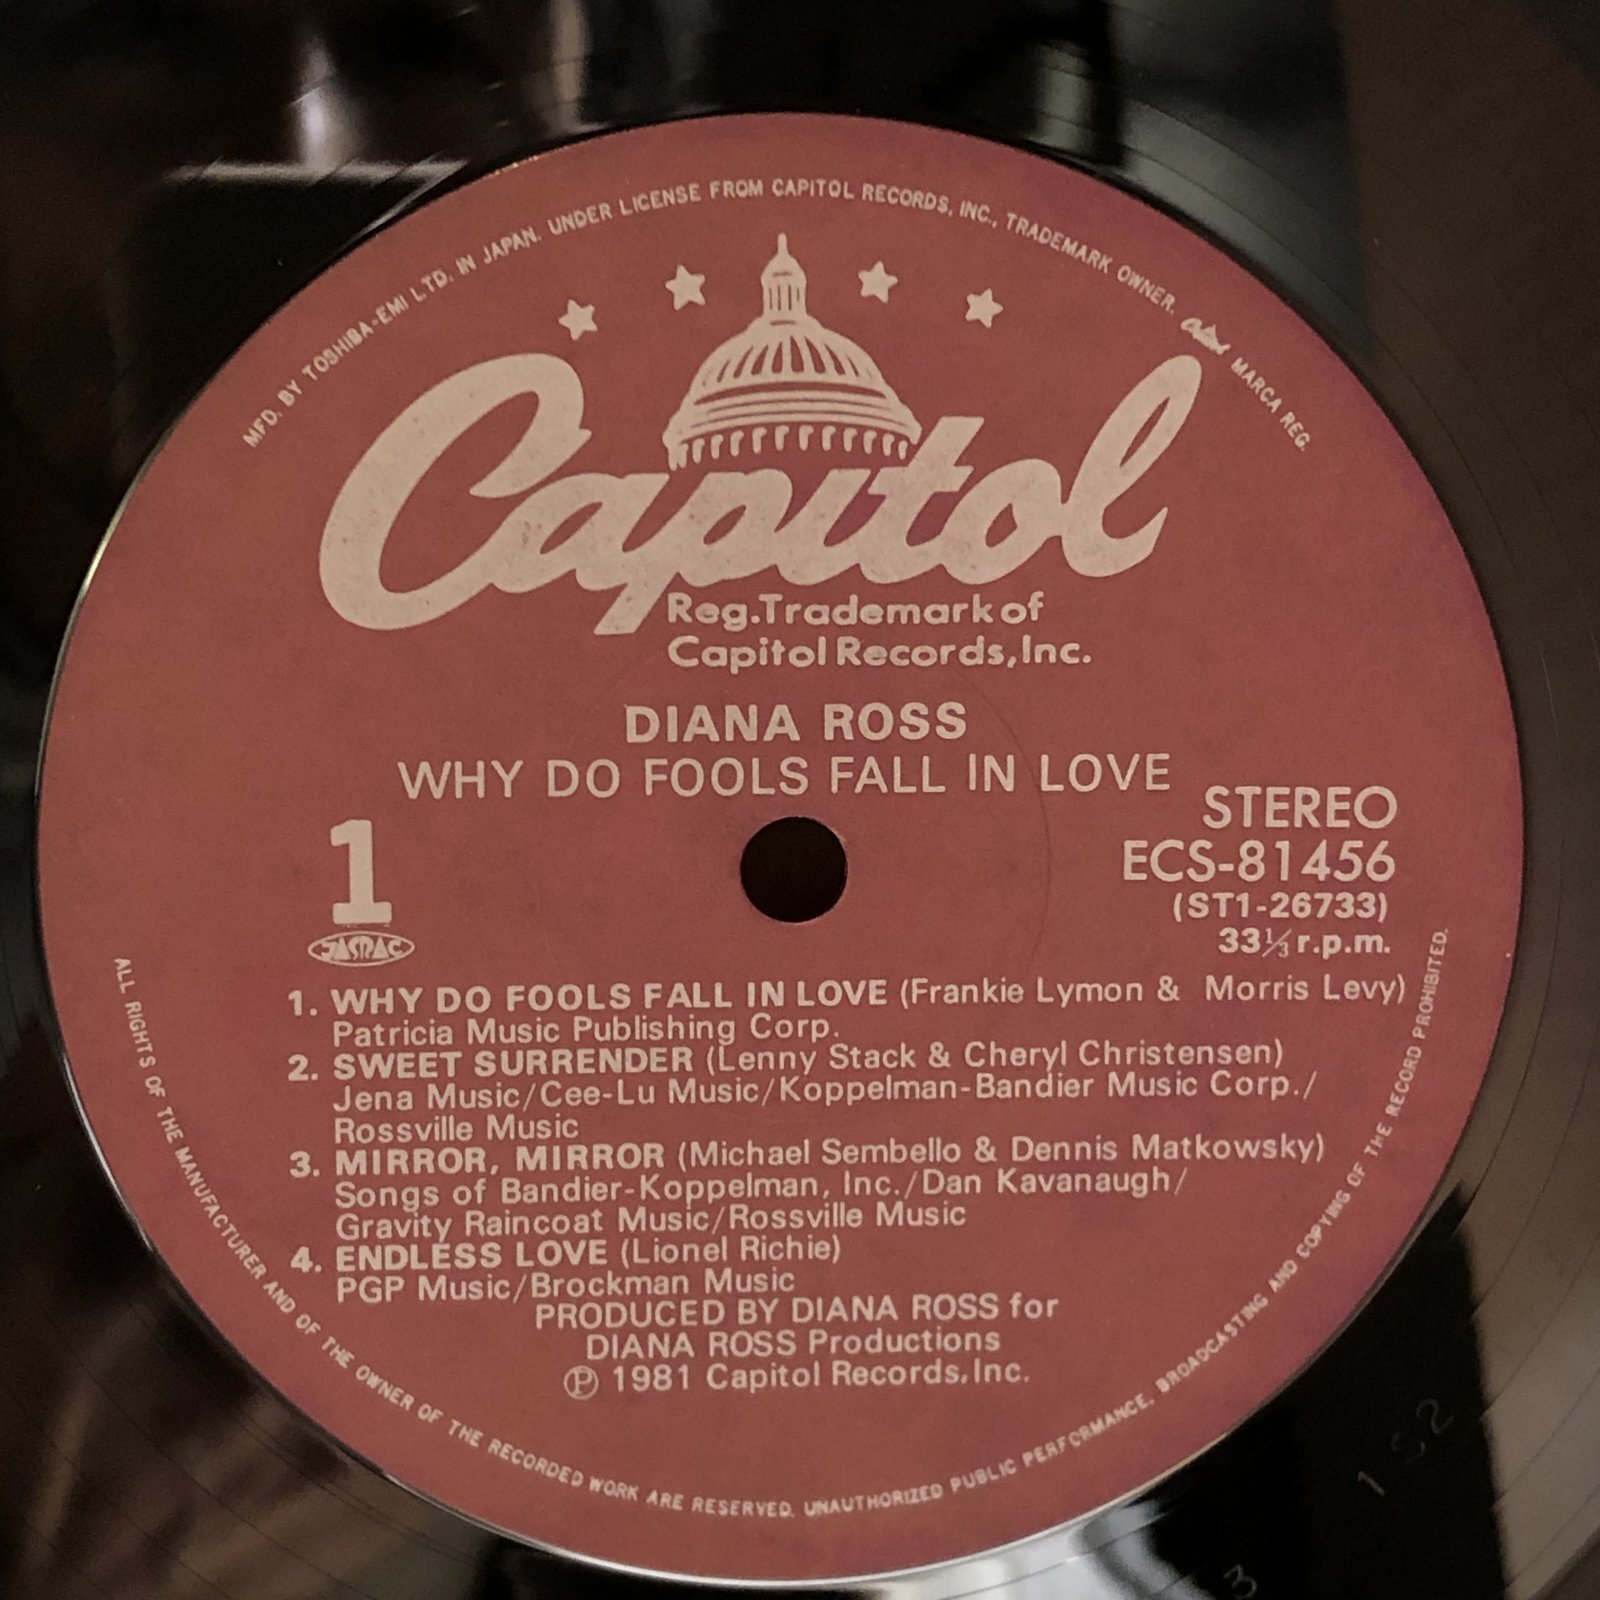 MFD. BY TOSHIBA-EMI LTD. IN JAPAN. UNDER LICENSE FROM CAPITOL RECORDS, INC., TRADEMARK OWNER. Capitol MARCA REG.
Capitol
Reg.Trademark of
Capitol Records,Inc.
DIANA ROSS
WHY DO FOOLS FALL IN LOVE
STEREO
1
ECS-81456
(ST1-26733)
JASRAC
33⅓ r.p.m.
1. WHY DO FOOLS FALL IN LOVE (Frankie Lymon & Morris Levy)
Patricia Music Publishing Corp.
2. SWEET SURRENDER (Lenny Stack & Cheryl Christensen)
Jena Music/Cee-Lu Music/Koppelman-Bandier Music Corp./
Rossville Music
3. MIRROR, MIRROR (Michael Sembello & Dennis Matkowsky)
Songs of Bandier-Koppelman, Inc./Dan Kavanaugh/
Gravity Raincoat Music/Rossville Music
4. ENDLESS LOVE (Lionel Richie)
PGP Music/Brockman Music
PRODUCED BY DIANA ROSS for
DIANA ROSS Productions
Ⓟ 1981 Capitol Records,Inc.
ALL RIGHTS OF THE MANUFACTURER AND OF THE OWNER OF THE RECORDED WORK ARE RESERVED. UNAUTHORIZED PUBLIC PERFORMANCE, BROADCASTING AND COPYING OF THE RECORD PROHIBITED.